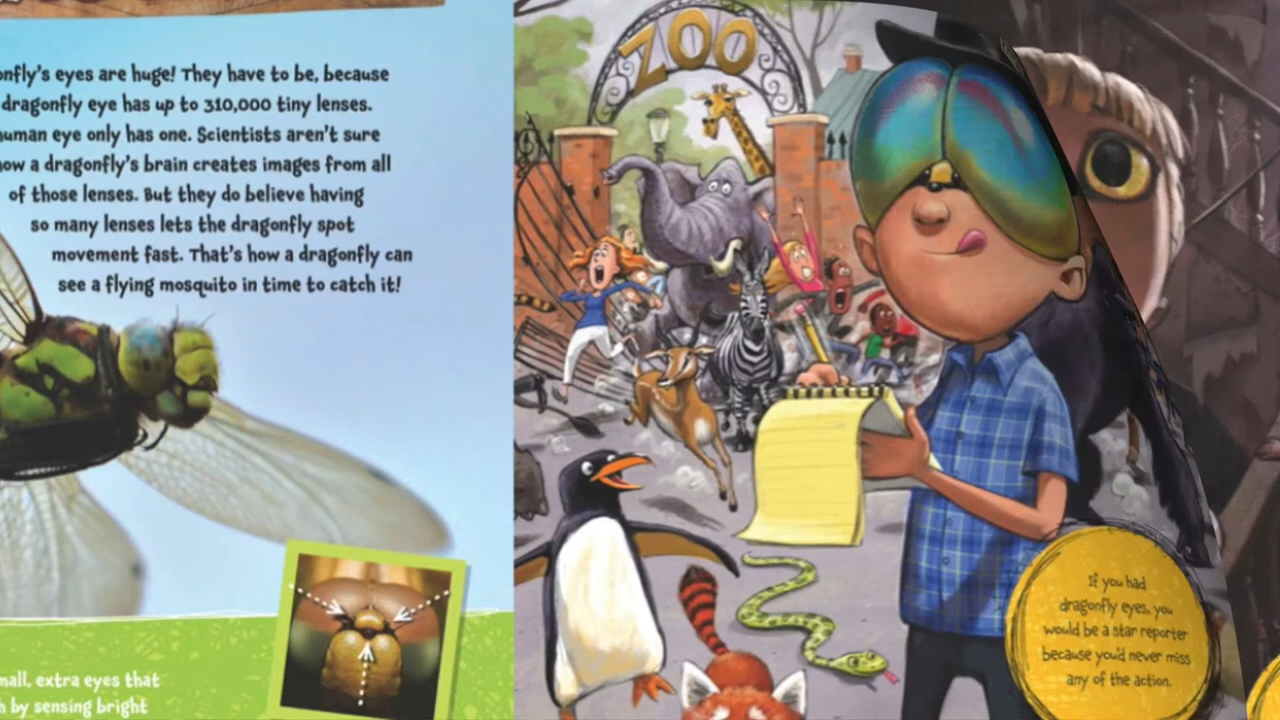 onfly's eyes are huge! They have to be, because
dragonfly eye has up to 310,000 tiny lenses.
human eye only has one. Scientists aren't sure
how a dragonfly's brain creates images from all
of those lenses. But they do believe having
so many lenses lets the dragonfly spot
movement fast. That's how a dragonfly can
see a flying mosquito in time to catch it!
mall, extra eyes that
h by sensing bright
ZOO
If you had
dragonfly eyes, you
would be a star reporter
because you'd never miss
any of the action.